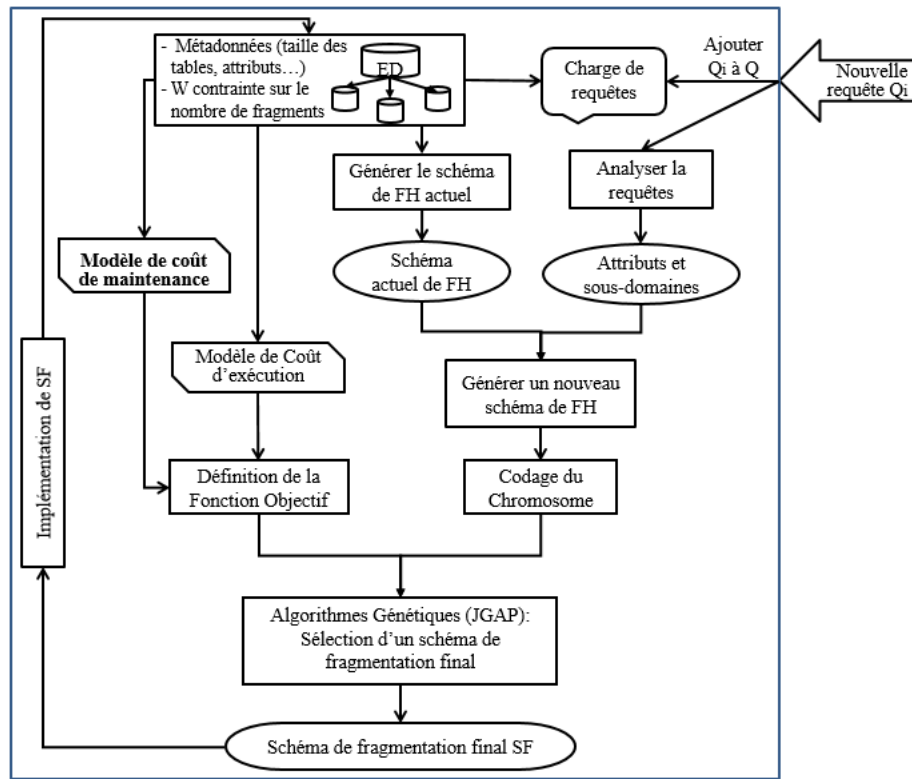 - Métadonnées (taille des
tables, attributs…)
- W contrainte sur le
nombre de fragments
ED
Charge de
requêtes
Ajouter
Qi à Q
Nouvelle
requête Qi
Générer le schéma
de FH actuel
Analyser la
requêtes
Modèle de coût
de maintenance
Schéma
actuel de FH
Attributs et
sous-domaines
Modèle de Coût
d’exécution
Générer un nouveau
schéma de FH
Implémentation de SF
Définition de la
Fonction Objectif
Codage du
Chromosome
Algorithmes Génétiques (JGAP):
Sélection d’un schéma de
fragmentation final
Schéma de fragmentation final SF